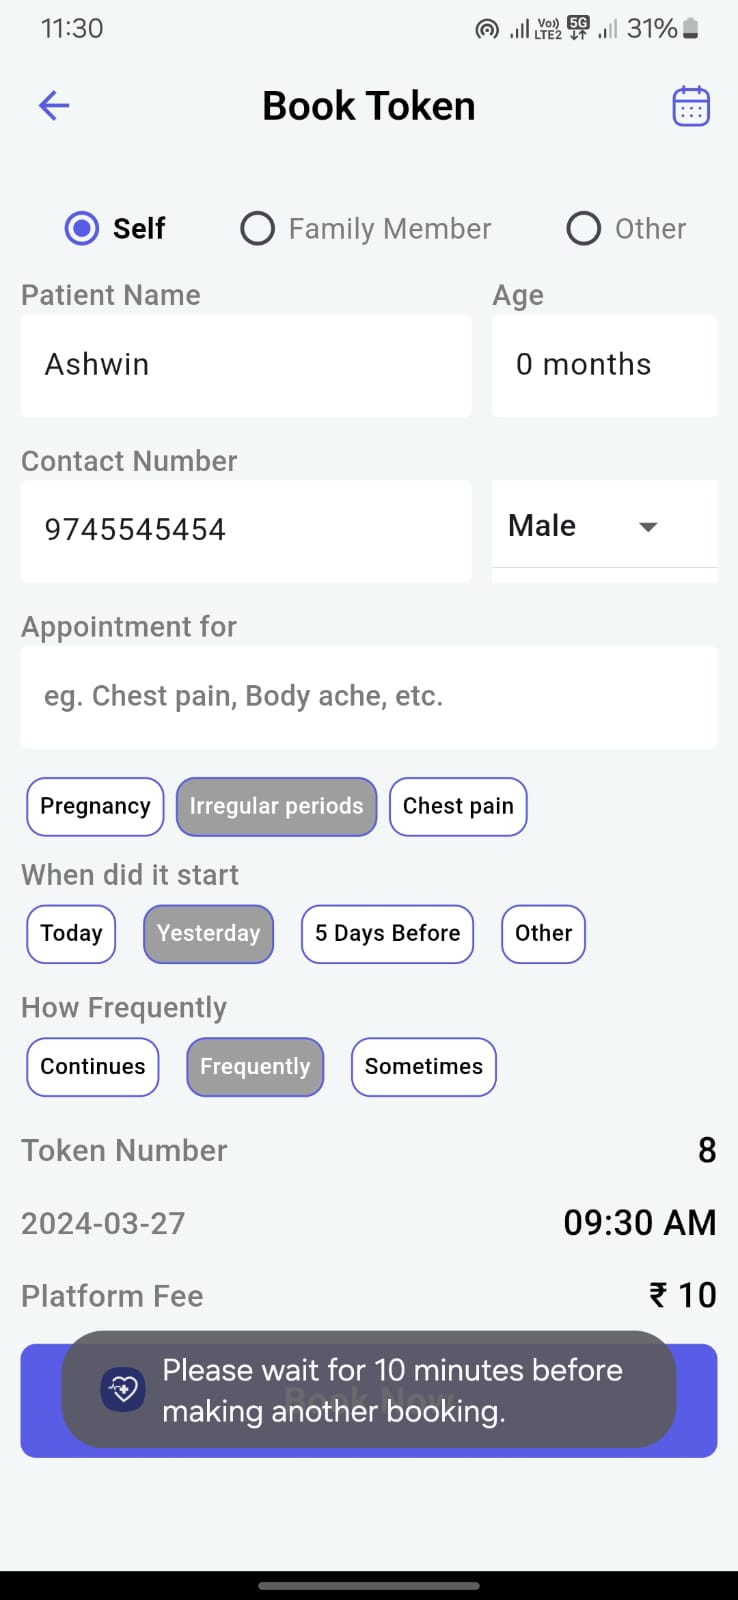 11:30 Vo)) LTE2 5G 31%
Book Token
Self Family Member Other
Patient Name Age
Ashwin 0 months
Contact Number
9745545454 Male
Appointment for
eg. Chest pain, Body ache, etc.
Pregnancy Irregular periods Chest pain
When did it start
Today Yesterday 5 Days Before Other
How Frequently
Continues Frequently Sometimes
Token Number 8
2024-03-27 09:30 AM
Platform Fee ₹ 10
Book Now
Please wait for 10 minutes before
making another booking.